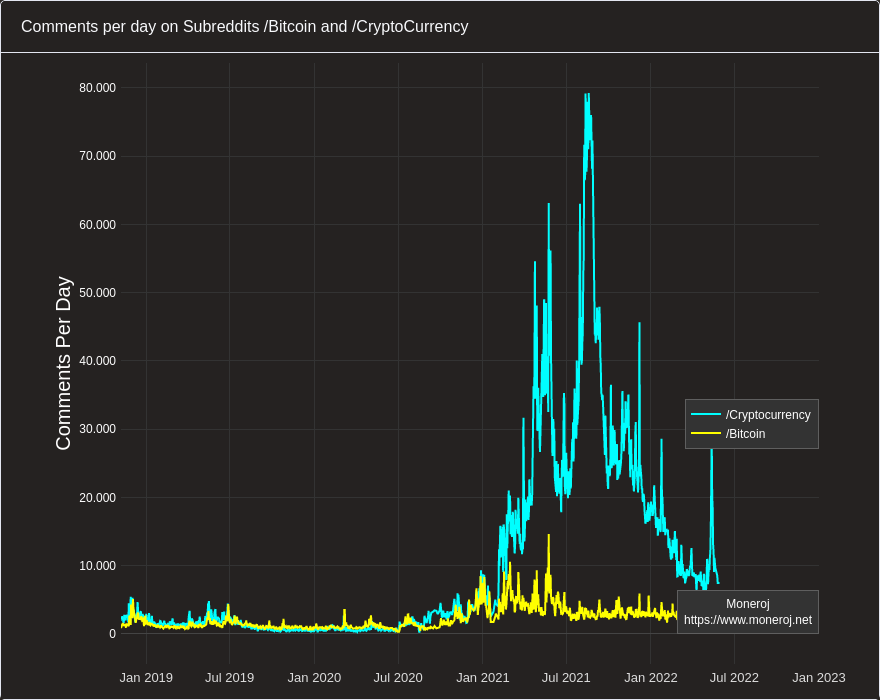 Comments per day on Subreddits /Bitcoin and /CryptoCurrency
Comments Per Day
80.000
70.000
60.000
50.000
40.000
30.000
20.000
10.000
0
/Cryptocurrency
/Bitcoin
Moneroj
https://www.moneroj.net
Jan 2019 Jul 2019 Jan 2020 Jul 2020 Jan 2021 Jul 2021 Jan 2022 Jul 2022 Jan 2023